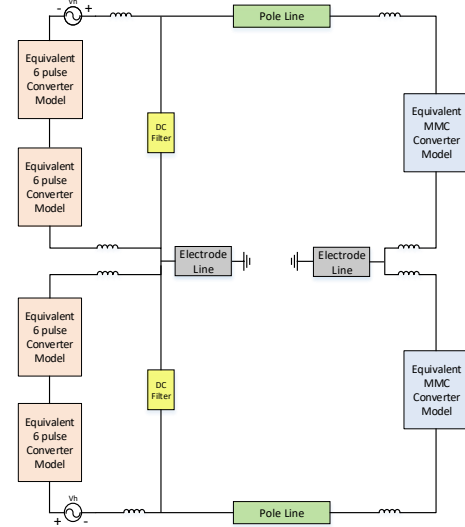 Vh
- +
Pole Line
Equivalent
6 pulse
Converter
Model
DC
Filter
Equivalent
MMC
Converter
Model
Equivalent
6 pulse
Converter
Model
Electrode
Line
Electrode
Line
Equivalent
6 pulse
Converter
Model
DC
Filter
Equivalent
MMC
Converter
Model
Equivalent
6 pulse
Converter
Model
Vh
+ -
Pole Line